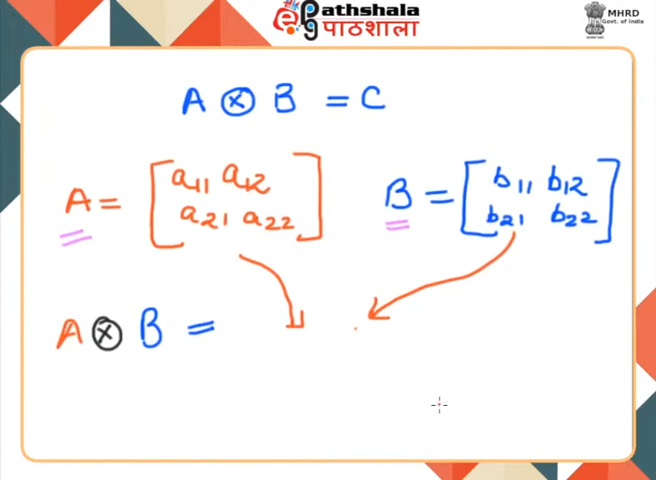 ePathshala
पाठशाला
MHRD
Govt. of India
A ⊗ B = C
A = [a11 a12
a21 a22]
B = [b11 b12
b21 b22]
A ⊗ B =